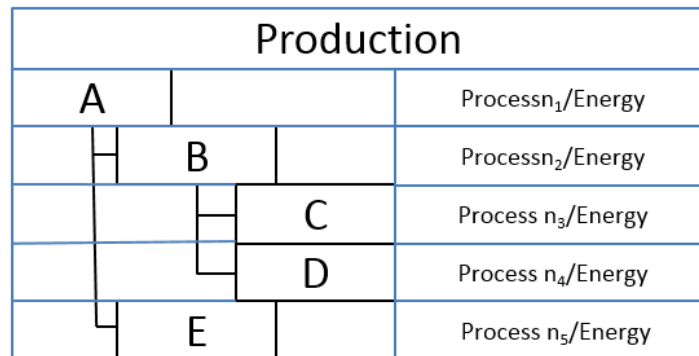 Production
A Processn₁/Energy
B Processn₂/Energy
C Process n₃/Energy
D Process n₄/Energy
E Process n₅/Energy